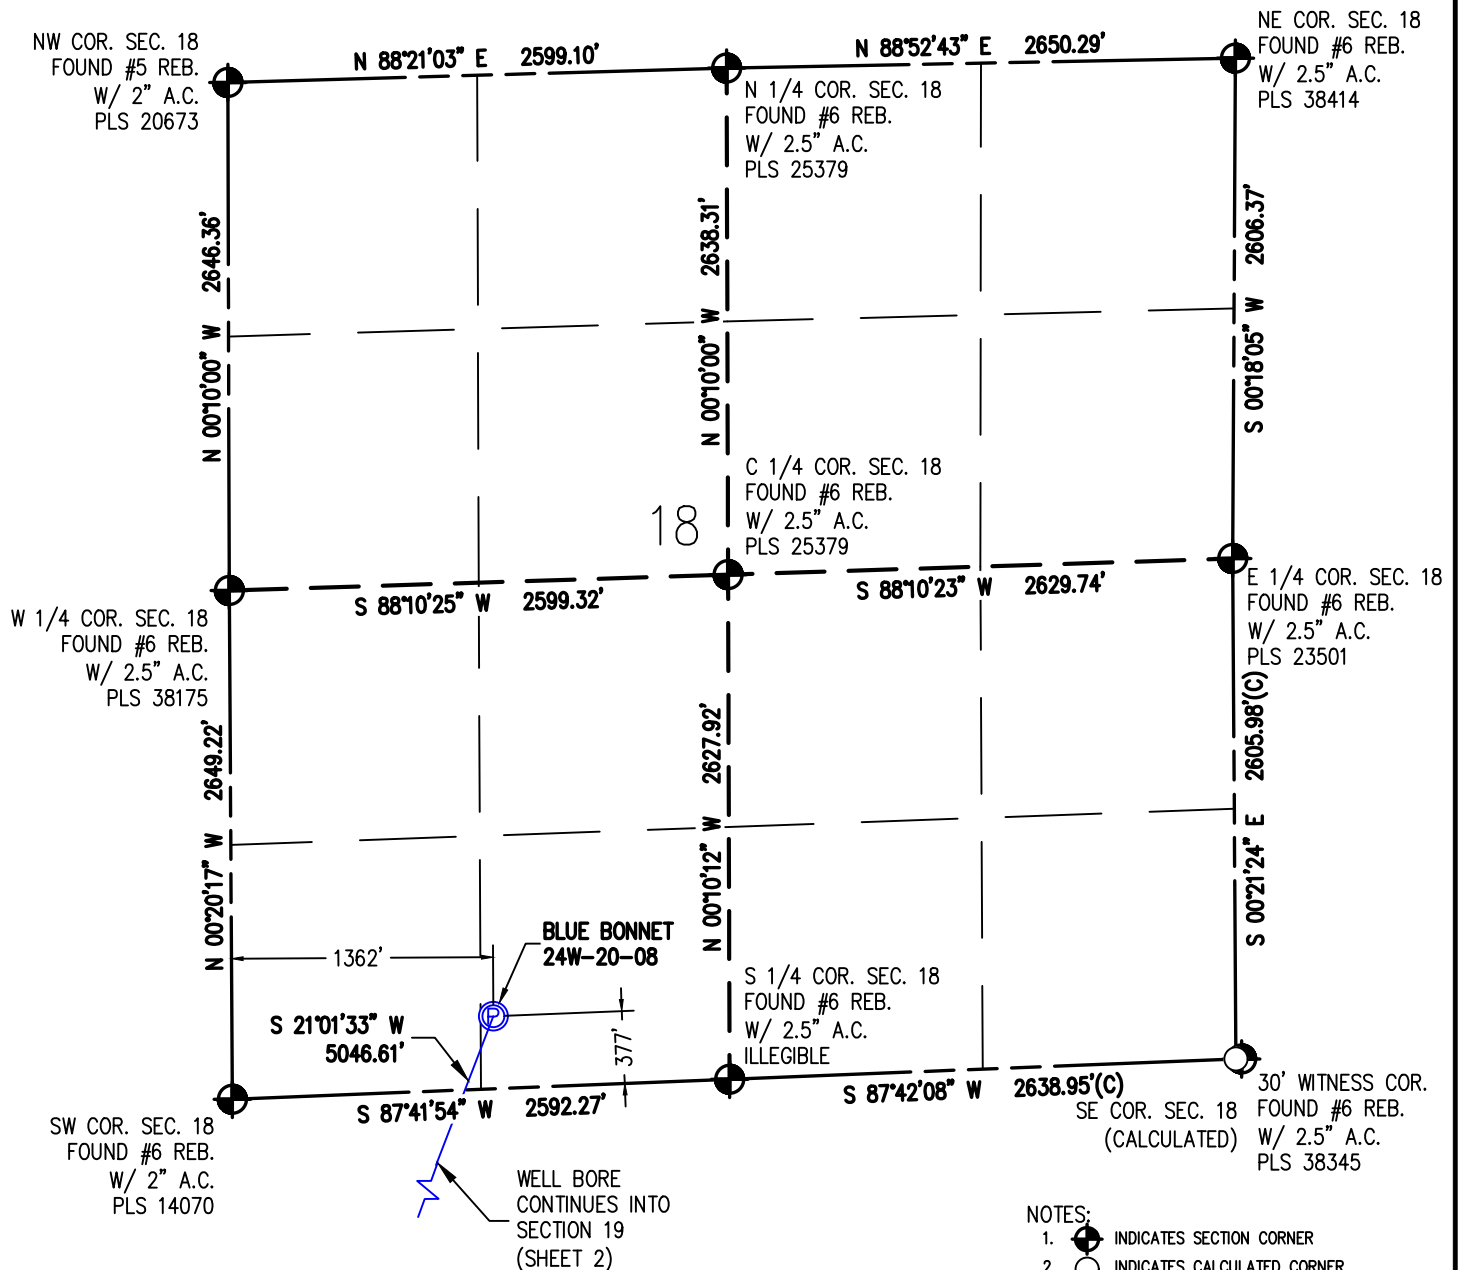 NW COR. SEC. 18
FOUND #5 REB.
W/ 2" A.C.
PLS 20673
N 88°21'03" E 2599.10'
N 88°52'43" E 2650.29'
NE COR. SEC. 18
FOUND #6 REB.
W/ 2.5" A.C.
PLS 38414
N 1/4 COR. SEC. 18
FOUND #6 REB.
W/ 2.5" A.C.
PLS 25379
N 00°10'00" W 2646.36'
N 00°10'00" W 2638.31'
S 00°18'05" W 2606.37'
C 1/4 COR. SEC. 18
FOUND #6 REB.
W/ 2.5" A.C.
PLS 25379
18
S 88°10'25" W 2599.32'
S 88°10'23" W 2629.74'
W 1/4 COR. SEC. 18
FOUND #6 REB.
W/ 2.5" A.C.
PLS 38175
E 1/4 COR. SEC. 18
FOUND #6 REB.
W/ 2.5" A.C.
PLS 23501
N 00°20'17" W 2649.22'
N 00°10'12" W 2627.92'
S 00°21'24" E 2605.98'(C)
1362'
BLUE BONNET
24W-20-08
P
377'
S 21°01'33" W
5046.61'
S 1/4 COR. SEC. 18
FOUND #6 REB.
W/ 2.5" A.C.
ILLEGIBLE
S 87°41'54" W 2592.27'
S 87°42'08" W 2638.95'(C)
SW COR. SEC. 18
FOUND #6 REB.
W/ 2" A.C.
PLS 14070
SE COR. SEC. 18
(CALCULATED)
30' WITNESS COR.
FOUND #6 REB.
W/ 2.5" A.C.
PLS 38345
WELL BORE
CONTINUES INTO
SECTION 19
(SHEET 2)
NOTES:
1. INDICATES SECTION CORNER
2. INDICATES CALCULATED CORNER